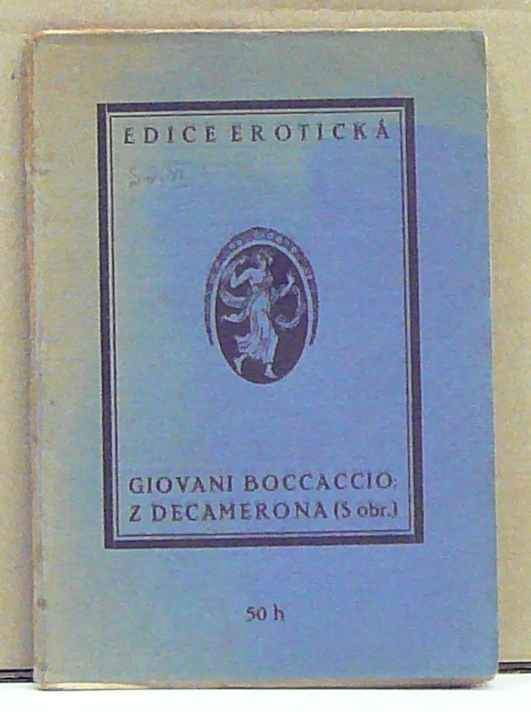 EDICE EROTICKÁ
GIOVANI BOCCACCIO:
Z DECAMERONA (S obr.)
50 h